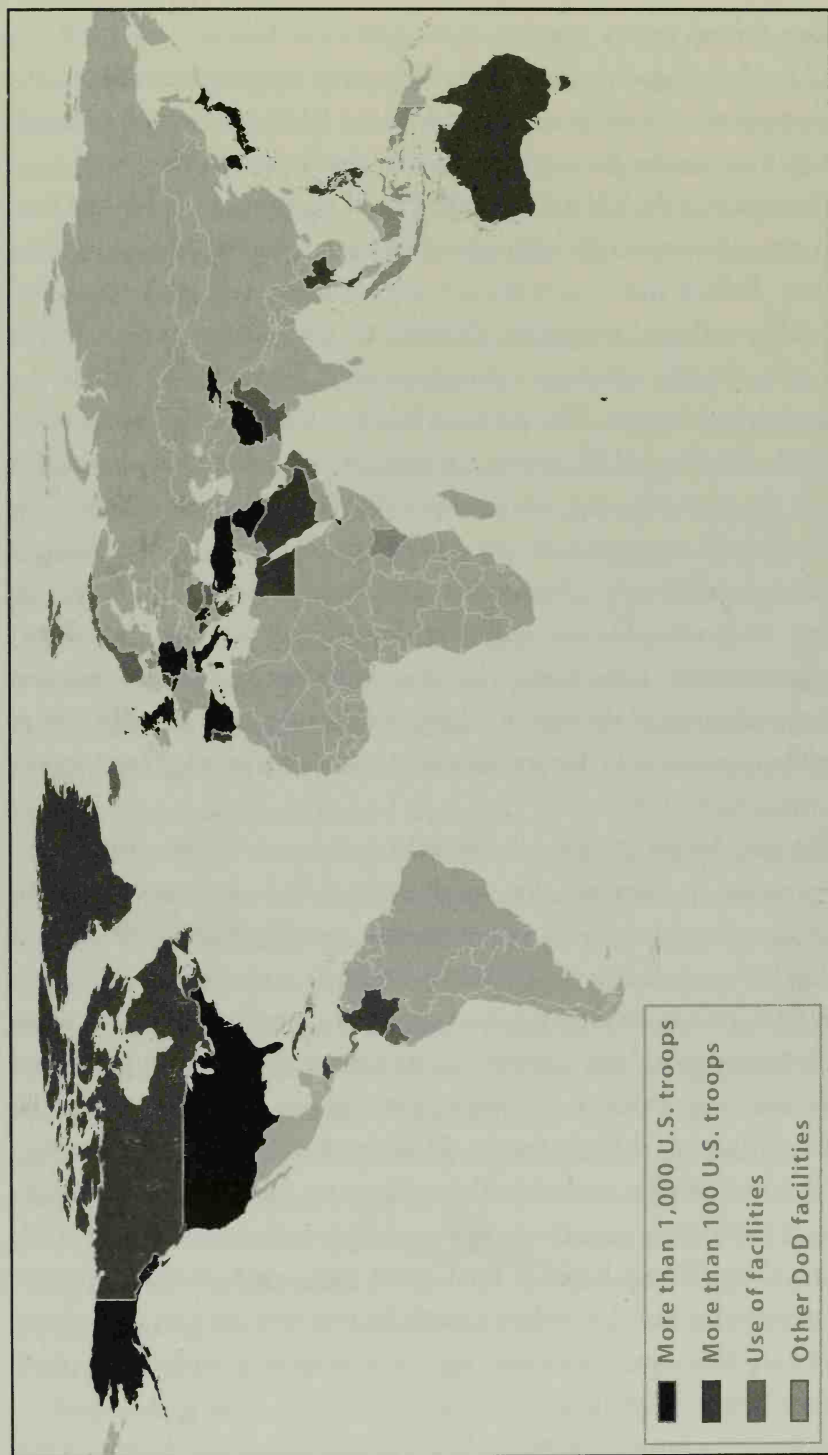 More than 1,000 U.S. troops
More than 100 U.S. troops
Use of facilities
Other DoD facilities